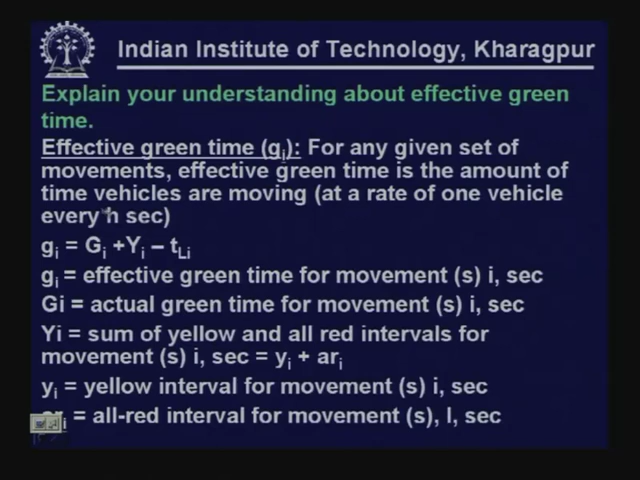 Indian Institute of Technology, Kharagpur
Explain your understanding about effective green
time.
Effective green time (gi): For any given set of
movements, effective green time is the amount of
time vehicles are moving (at a rate of one vehicle
every h sec)
gi = Gi +Yi – tLi
gi = effective green time for movement (s) i, sec
Gi = actual green time for movement (s) i, sec
Yi = sum of yellow and all red intervals for
movement (s) i, sec = yi + ari
yi = yellow interval for movement (s) i, sec
ari = all-red interval for movement (s), I, sec